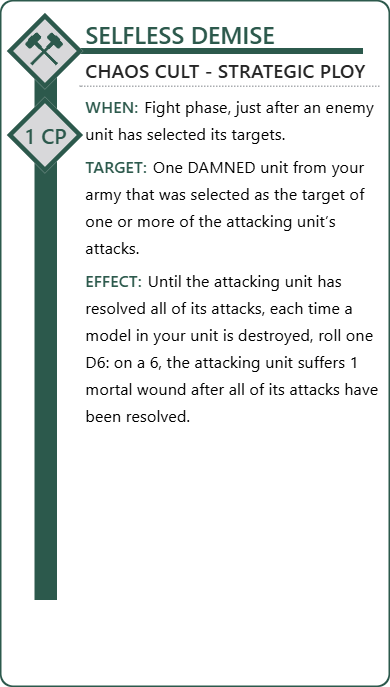 SELFLESS DEMISE
CHAOS CULT - STRATEGIC PLOY
1 CP
WHEN: Fight phase, just after an enemy
unit has selected its targets.
TARGET: One DAMNED unit from your
army that was selected as the target of
one or more of the attacking unit's
attacks.
EFFECT: Until the attacking unit has
resolved all of its attacks, each time a
model in your unit is destroyed, roll one
D6: on a 6, the attacking unit suffers 1
mortal wound after all of its attacks have
been resolved.